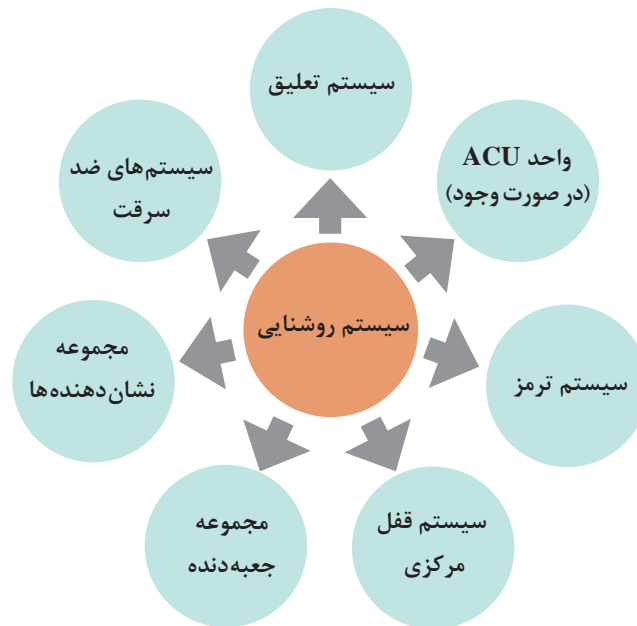 سیستم تعلیق
واحد ACU
(در صورت وجود)
سیستم‌های ضد
سرقت
سیستم روشنایی
مجموعه
نشان‌دهنده‌ها
سیستم ترمز
سیستم قفل
مرکزی
مجموعه
جعبه‌دنده